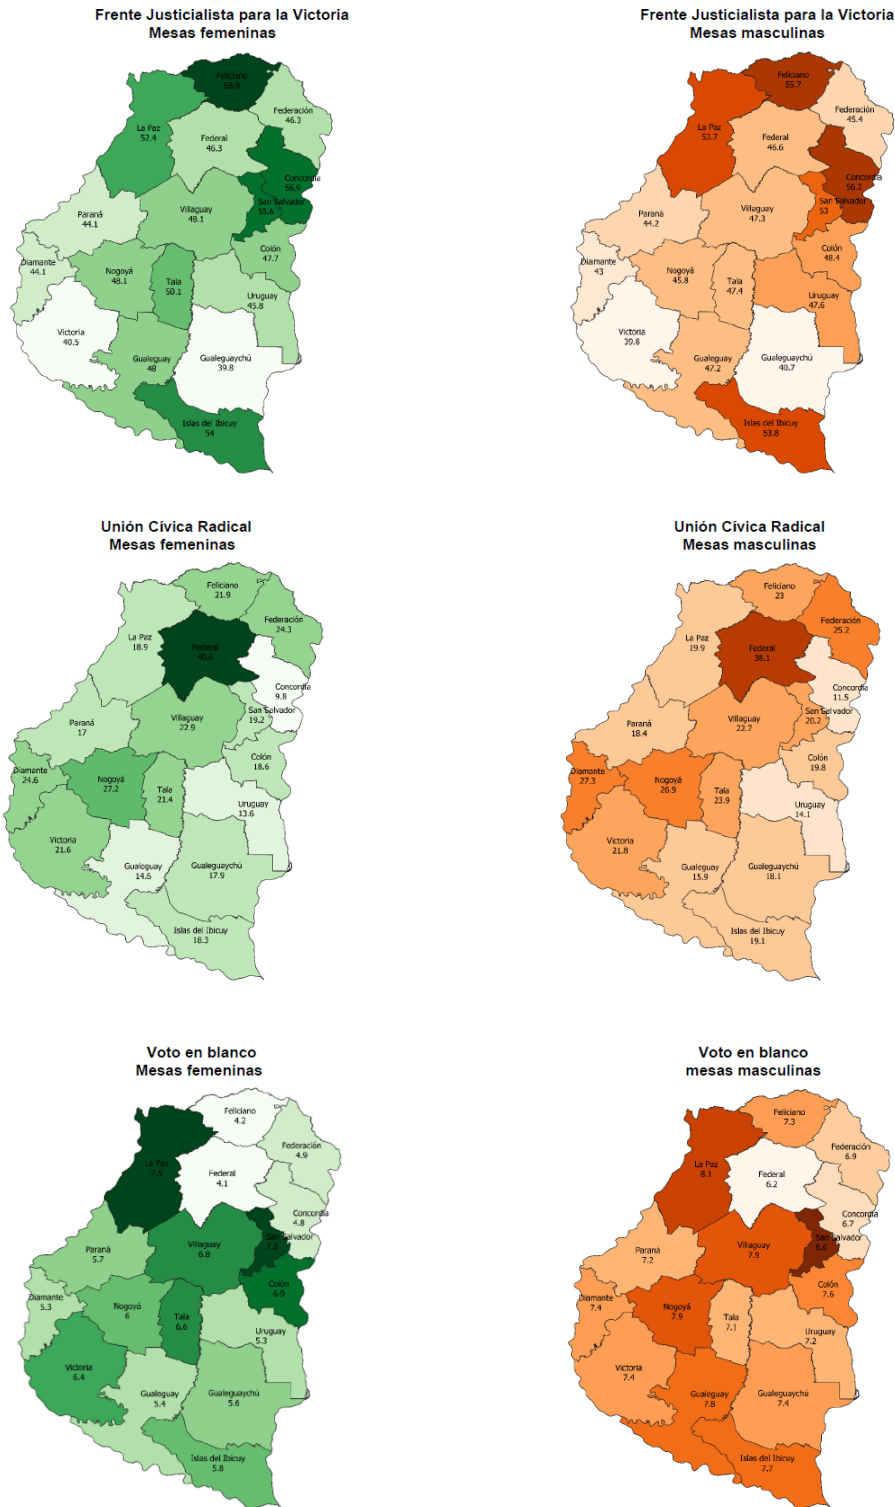 Frente Justicialista para la Victoria
Mesas femeninas
Feliciano
58.9
Federación
46.3
La Paz
52.4
Federal
46.3
Concordia
56.9
San Salvador
55.6
Villaguay
48.1
Paraná
44.1
Colón
47.7
Diamante
44.1
Nogoyá
48.1
Tala
50.1
Uruguay
45.8
Victoria
40.5
Gualeguay
48
Gualeguaychú
39.8
Islas del Ibicuy
54
Frente Justicialista para la Victoria
Mesas masculinas
Feliciano
55.7
Federación
45.4
La Paz
53.7
Federal
46.6
Concordia
56.2
San Salvador
53
Villaguay
47.3
Paraná
44.2
Colón
48.4
Diamante
43
Nogoyá
45.8
Tala
47.4
Uruguay
47.6
Victoria
39.8
Gualeguay
47.2
Gualeguaychú
40.7
Islas del Ibicuy
53.8
Unión Cívica Radical
Mesas femeninas
Feliciano
21.9
Federación
24.3
La Paz
18.9
Federal
40.6
Concordia
9.8
San Salvador
19.2
Villaguay
22.9
Paraná
17
Colón
18.6
Diamante
24.6
Nogoyá
27.2
Tala
21.4
Uruguay
13.6
Victoria
21.6
Gualeguay
14.6
Gualeguaychú
17.9
Islas del Ibicuy
18.3
Unión Cívica Radical
Mesas masculinas
Feliciano
23
Federación
25.2
La Paz
19.9
Federal
38.1
Concordia
11.5
San Salvador
20.2
Villaguay
22.7
Paraná
18.4
Colón
19.8
Diamante
27.3
Nogoyá
26.9
Tala
23.9
Uruguay
14.1
Victoria
21.8
Gualeguay
15.9
Gualeguaychú
18.1
Islas del Ibicuy
19.1
Voto en blanco
Mesas femeninas
Feliciano
4.2
Federación
4.9
La Paz
7.5
Federal
4.1
Concordia
4.8
San Salvador
7.3
Villaguay
6.8
Paraná
5.7
Colón
6.9
Diamante
5.3
Nogoyá
6
Tala
6.6
Uruguay
5.3
Victoria
6.4
Gualeguay
5.4
Gualeguaychú
5.6
Islas del Ibicuy
5.8
Voto en blanco
mesas masculinas
Feliciano
7.3
Federación
6.9
La Paz
8.1
Federal
6.2
Concordia
6.7
San Salvador
8.6
Villaguay
7.9
Paraná
7.2
Colón
7.6
Diamante
7.4
Nogoyá
7.9
Tala
7.1
Uruguay
7.2
Victoria
7.4
Gualeguay
7.8
Gualeguaychú
7.4
Islas del Ibicuy
7.7